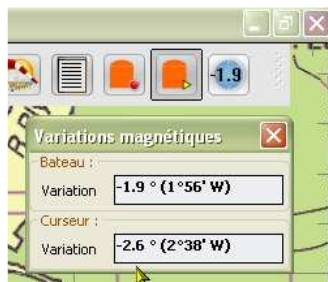 -1.9
Variations magnétiques
Bateau :
Variation -1.9 ° (1°56' W)
Curseur :
Variation -2.6 ° (2°38' W)